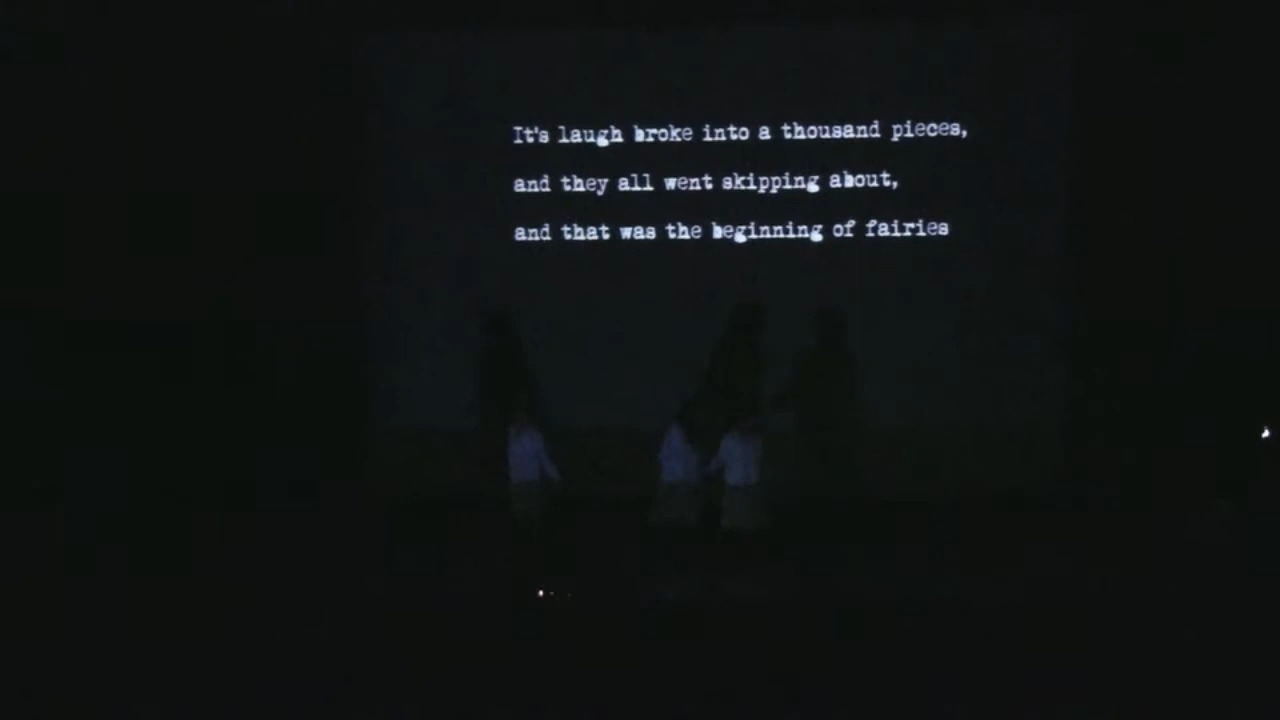 It's laugh broke into a thousand pieces,
and they all went skipping about,
and that was the beginning of fairies